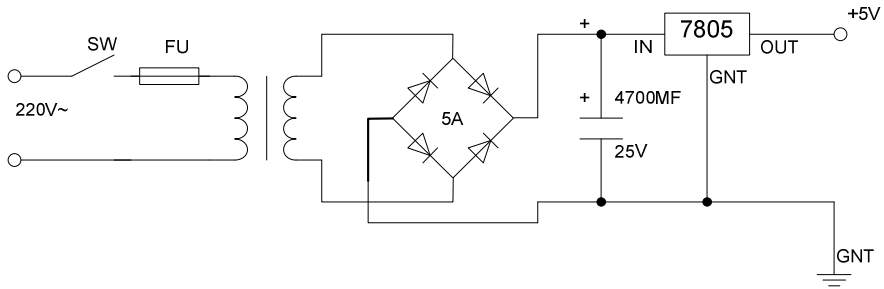 SW
FU
220V~
5A
+
+
4700MF
25V
IN
7805
OUT
GNT
+5V
GNT